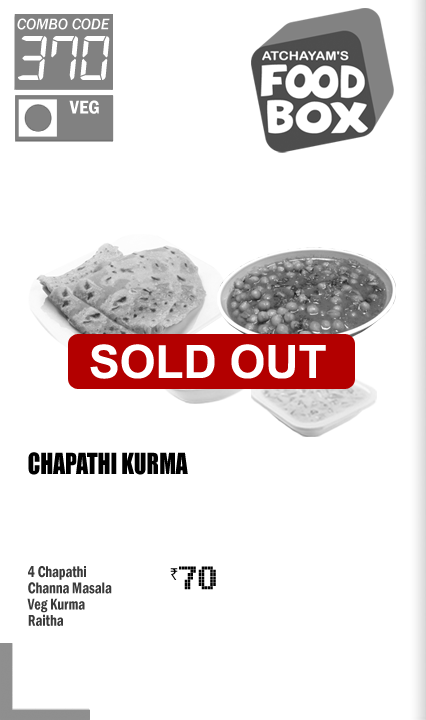 COMBO CODE
370
VEG
ATCHAYAM'S
FOOD
BOX
SOLD OUT
CHAPATHI KURMA
4 Chapathi
Channa Masala
Veg Kurma
Raitha
₹70